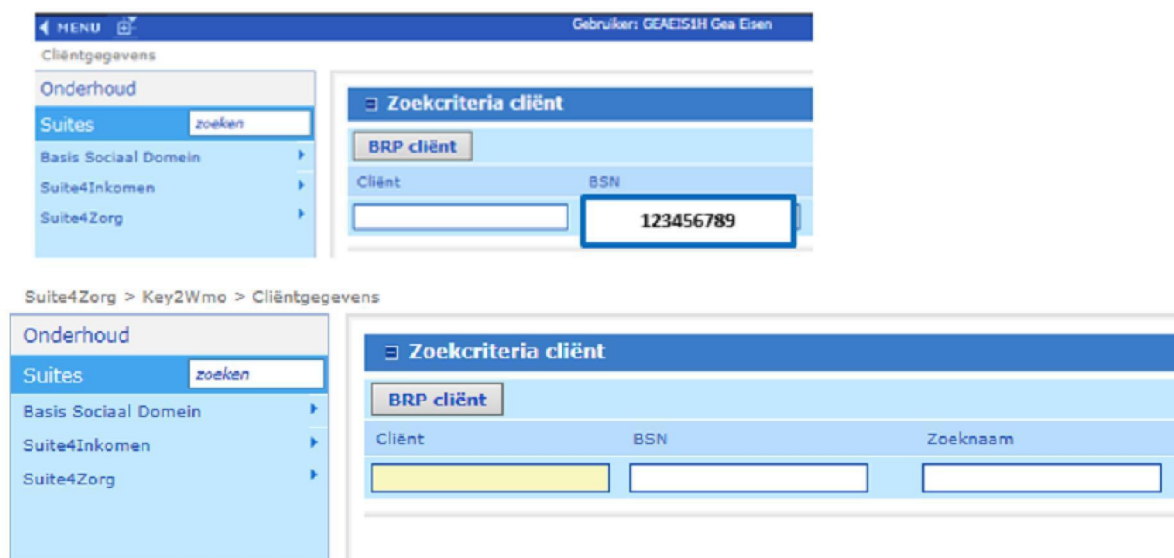 MENU Gebruiker: GEAEIS1H Gea Eisen
Cliëntgegevens
Onderhoud
Zoekcriteria cliënt
Suites zoeken
BRP cliënt
Basis Sociaal Domein
Cliënt BSN
Suite4Inkomen
Suite4Zorg
123456789
Suite4Zorg > Key2Wmo > Cliëntgegevens
Onderhoud
Zoekcriteria cliënt
Suites zoeken
BRP cliënt
Basis Sociaal Domein
Cliënt BSN Zoeknaam
Suite4Inkomen
Suite4Zorg